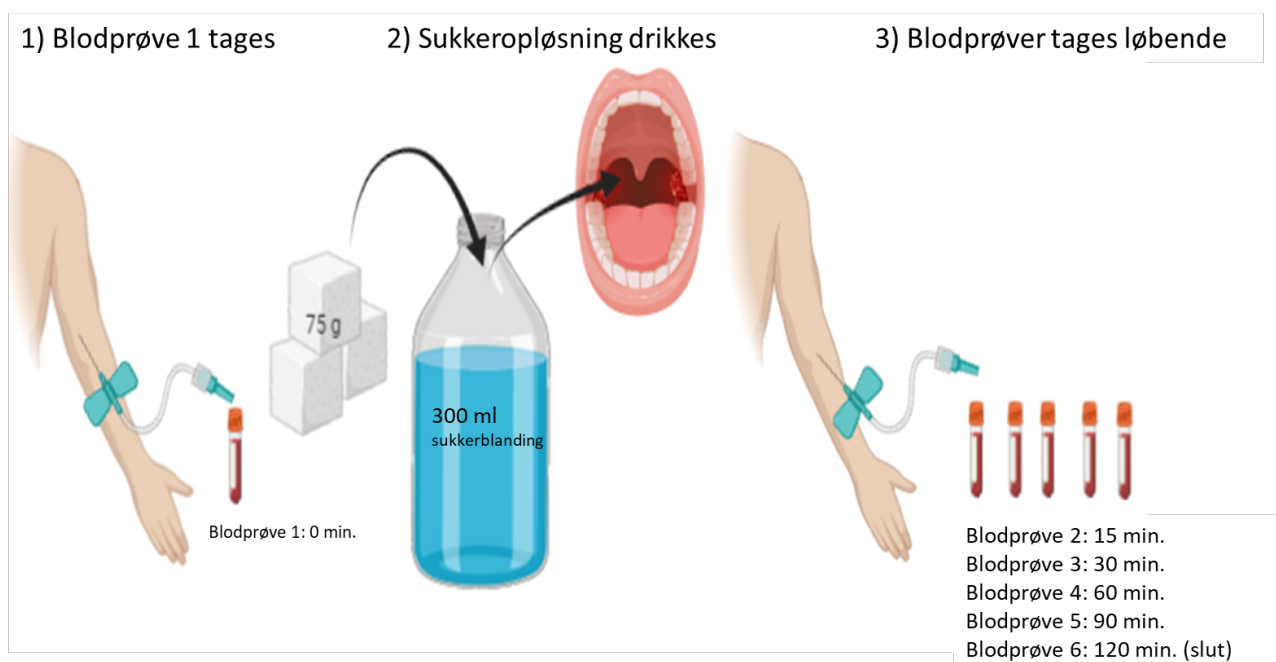 1) Blodprøve 1 tages
2) Sukkeropløsning drikkes
3) Blodprøver tages løbende
75 g
300 ml
sukkerblanding
Blodprøve 1: 0 min.
Blodprøve 2: 15 min.
Blodprøve 3: 30 min.
Blodprøve 4: 60 min.
Blodprøve 5: 90 min.
Blodprøve 6: 120 min. (slut)